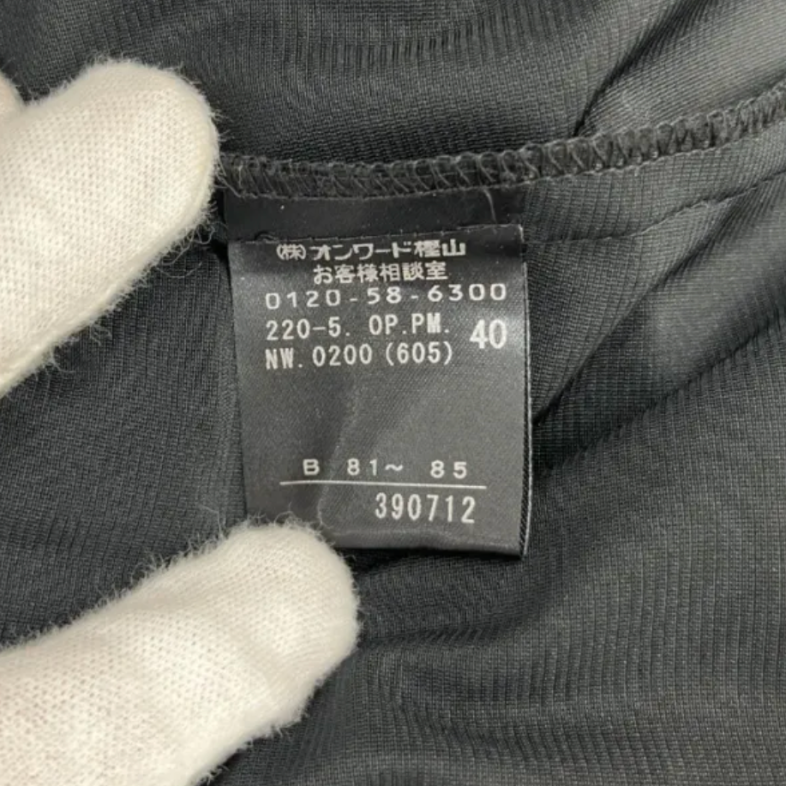 (株)オンワード樫山
お客様相談室
0120-58-6300
220-5. OP.PM. 40
NW.0200(605)
B 81~ 85
390712